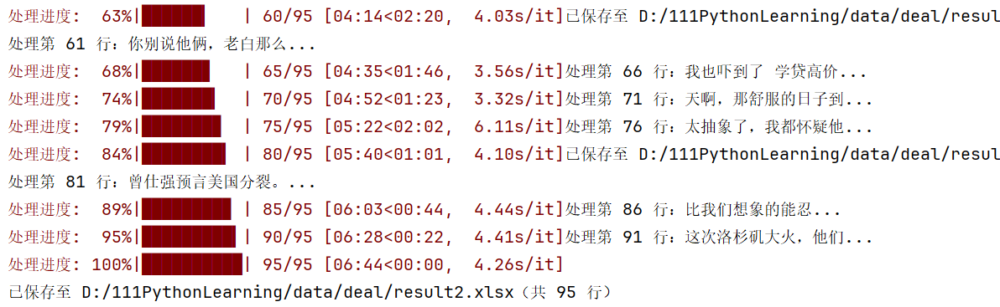 处理进度:  63%|██████    | 60/95 [04:14<02:20,  4.03s/it]已保存至 D:/111PythonLearning/data/deal/resul
处理第 61 行：你别说他俩，老白那么...
处理进度:  68%|██████    | 65/95 [04:35<01:46,  3.56s/it]处理第 66 行：我也吓到了 学贷高价...
处理进度:  74%|███████   | 70/95 [04:52<01:23,  3.32s/it]处理第 71 行：天啊，那舒服的日子到...
处理进度:  79%|███████   | 75/95 [05:22<02:02,  6.11s/it]处理第 76 行：太抽象了，我都怀疑他...
处理进度:  84%|████████  | 80/95 [05:40<01:01,  4.10s/it]已保存至 D:/111PythonLearning/data/deal/resul
处理第 81 行：曾仕强预言美国分裂。...
处理进度:  89%|████████  | 85/95 [06:03<00:44,  4.44s/it]处理第 86 行：比我们想象的能忍...
处理进度:  95%|█████████ | 90/95 [06:28<00:22,  4.41s/it]处理第 91 行：这次洛杉矶大火，他们...
处理进度: 100%|██████████| 95/95 [06:44<00:00,  4.26s/it]
已保存至 D:/111PythonLearning/data/deal/result2.xlsx（共 95 行）